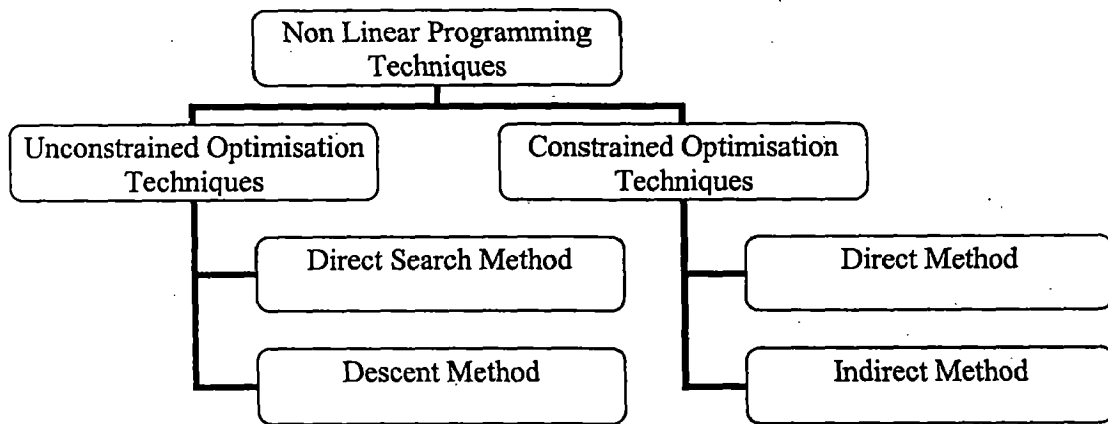 Non Linear Programming
Techniques
Unconstrained Optimisation
Techniques
Constrained Optimisation
Techniques
Direct Search Method
Direct Method
Descent Method
Indirect Method